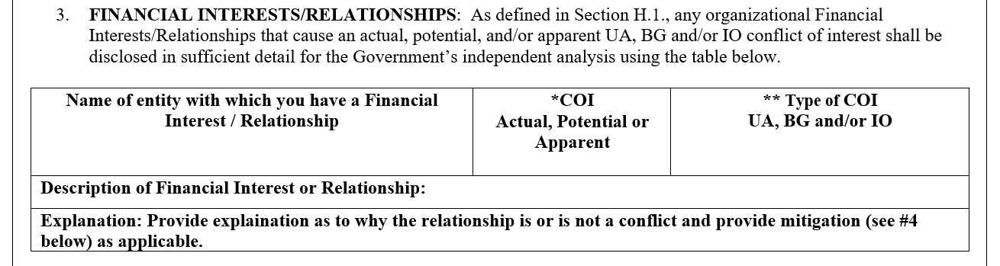 3. FINANCIAL INTERESTS/RELATIONSHIPS: As defined in Section H.1., any organizational Financial
Interests/Relationships that cause an actual, potential, and/or apparent UA, BG and/or IO conflict of interest shall be
disclosed in sufficient detail for the Government’s independent analysis using the table below.
Name of entity with which you have a Financial
Interest / Relationship
*COI
Actual, Potential or
Apparent
** Type of COI
UA, BG and/or IO
Description of Financial Interest or Relationship:
Explanation: Provide explaination as to why the relationship is or is not a conflict and provide mitigation (see #4
below) as applicable.